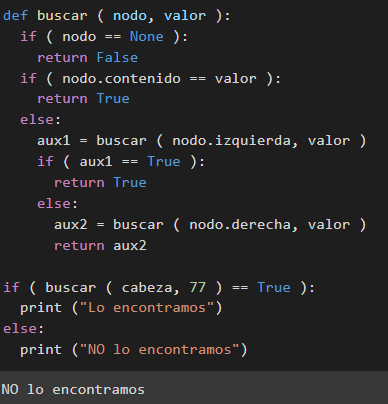 def buscar ( nodo, valor ):
  if ( nodo == None ):
    return False
  if ( nodo.contenido == valor ):
    return True
  else:
    aux1 = buscar ( nodo.izquierda, valor )
    if ( aux1 == True ):
      return True
    else:
      aux2 = buscar ( nodo.derecha, valor )
      return aux2

if ( buscar ( cabeza, 77 ) == True ):
  print ("Lo encontramos")
else:
  print ("NO lo encontramos")
NO lo encontramos